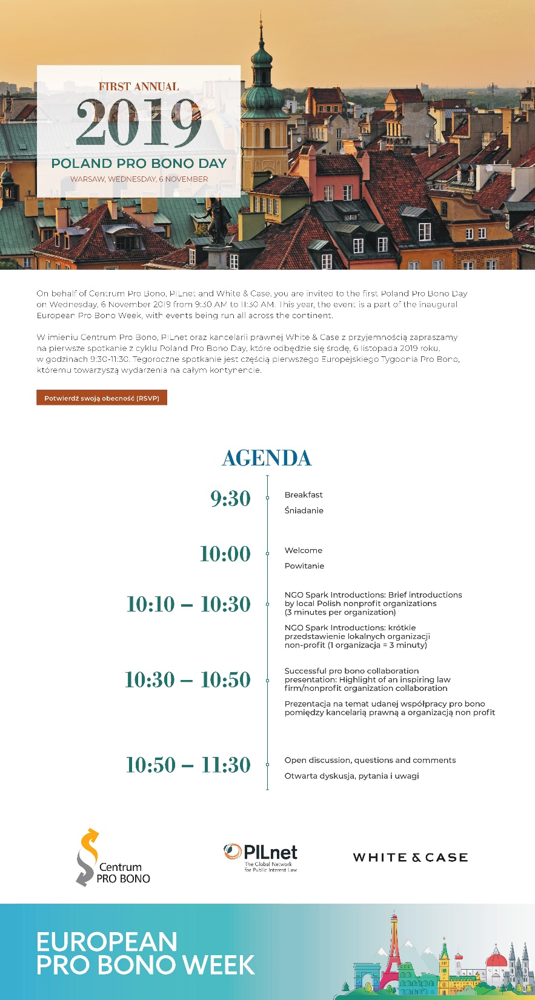 FIRST ANNUAL
2019
POLAND PRO BONO DAY
WARSAW, WEDNESDAY, 6 NOVEMBER
On behalf of Centrum Pro Bono, PILnet and White & Case, you are invited to the first Poland Pro Bono Day
on Wednesday, 6 November 2019 from 9:30 AM to 11:30 AM. This year, the event is a part of the inaugural
European Pro Bono Week, with events being run all across the continent.
W imieniu Centrum Pro Bono, PILnet oraz kancelarii prawnej White & Case z przyjemnością zapraszamy
na pierwsze spotkanie z cyklu Poland Pro Bono Day, które odbędzie się środę, 6 listopada 2019 roku,
w godzinach 9:30-11:30. Tegoroczne spotkanie jest częścią pierwszego Europejskiego Tygodnia Pro Bono,
któremu towarzyszą wydarzenia na całym kontynencie.
Potwierdź swoją obecność (RSVP)
AGENDA
9:30
Breakfast
Śniadanie
10:00
Welcome
Powitanie
10:10 – 10:30
NGO Spark Introductions: Brief introductions
by local Polish nonprofit organizations
(3 minutes per organization)
NGO Spark Introductions: krótkie
przedstawienie lokalnych organizacji
non-profit (1 organizacja = 3 minuty)
10:30 – 10:50
Successful pro bono collaboration
presentation: Highlight of an inspiring law
firm/nonprofit organization collaboration
Prezentacja na temat udanej współpracy pro bono
pomiędzy kancelarią prawną a organizacją non profit
10:50 – 11:30
Open discussion, questions and comments
Otwarta dyskusja, pytania i uwagi
Centrum
PRO BONO
PILnet
The Global Network
for Public Interest Law
WHITE & CASE
EUROPEAN
PRO BONO WEEK